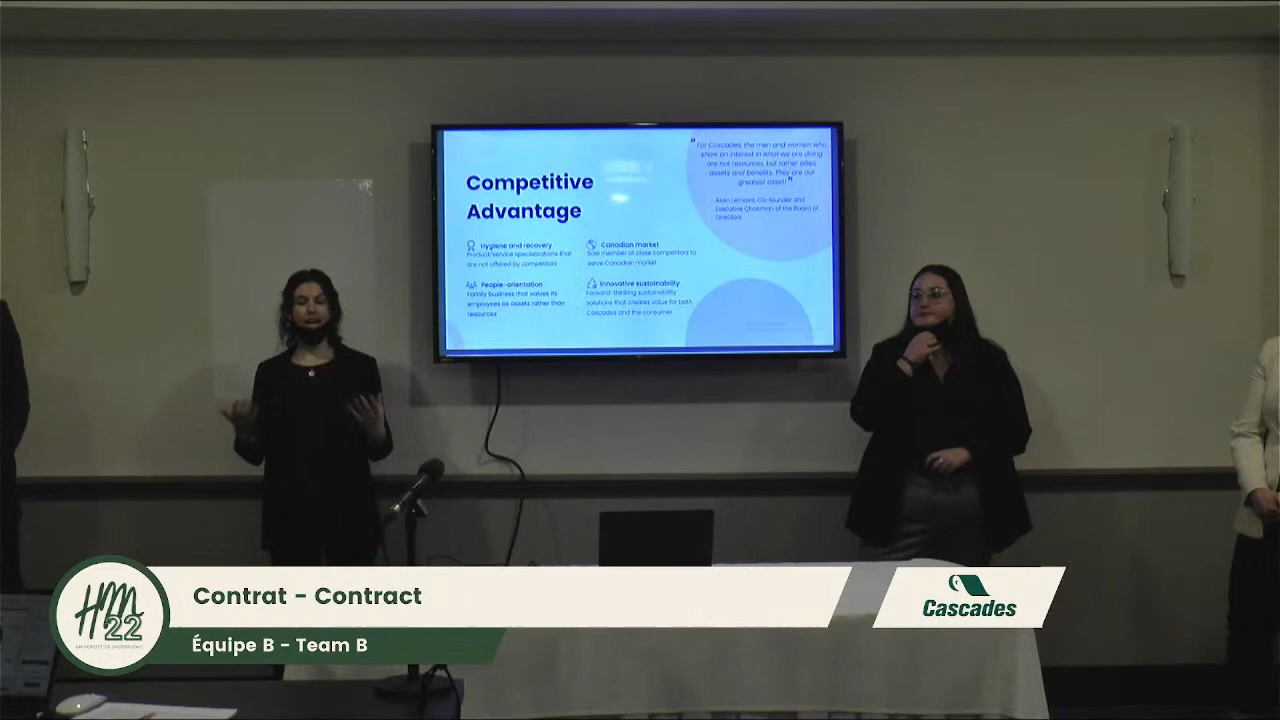 Competitive
Advantage
" For Cascades, the men and women who
show an interest in what we are doing
are not resources, but rather allies,
assets and benefits. They are our
greatest asset. "
Alain Lemaire, Co-founder and
Executive Chairman of the Board of
Directors
Hygiene and recovery
Product/service specializations that
are not offered by competitors
Canadian market
Sole member of close competitors to
serve Canadian market
People-orientation
Family business that values its
employees as assets rather than
resources
Innovative sustainability
Forward-thinking sustainability
solutions that creates value for both
Cascades and the consumer
HM
22
UNIVERSITÉ DE SHERBROOKE
Contrat - Contract
Équipe B - Team B
Cascades